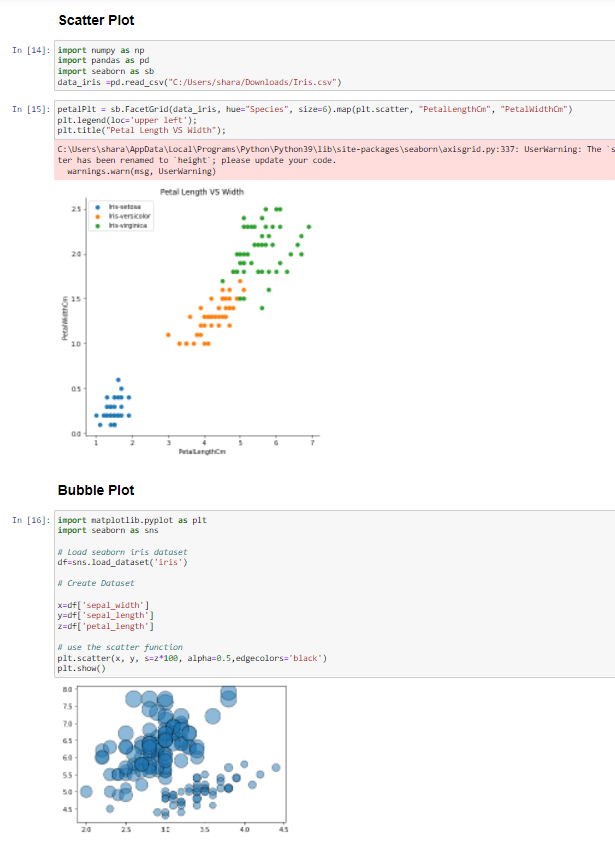 Scatter Plot
In [14]: import numpy as np
import pandas as pd
import seaborn as sb
data_iris =pd.read_csv("C:/Users/shara/Downloads/Iris.csv")
In [15]: petalPlt = sb.FacetGrid(data_iris, hue="Species", size=6).map(plt.scatter, "PetalLengthCm", "PetalWidthCm")
plt.legend(loc='upper left');
plt.title("Petal Length VS Width");
C:\Users\shara\AppData\Local\Programs\Python\Python39\lib\site-packages\seaborn\axisgrid.py:337: UserWarning: The `s
ter has been renamed to `height`; please update your code.
warnings.warn(msg, UserWarning)
Petal Length VS Width
Iris-setosa
Iris-versicolor
Iris-virginica
2.5
2.0
1.5
1.0
0.5
0.0
PetalWidthCm
1 2 3 4 5 6 7
PetalLengthCm
Bubble Plot
In [16]: import matplotlib.pyplot as plt
import seaborn as sns
# Load seaborn iris dataset
df=sns.load_dataset('iris')
# Create Dataset
x=df['sepal_width']
y=df['sepal_length']
z=df['petal_length']
# use the scatter function
plt.scatter(x, y, s=z*100, alpha=0.5,edgecolors='black')
plt.show()
8.0
7.5
7.0
6.5
6.0
5.5
5.0
4.5
2.0 2.5 3.0 3.5 4.0 4.5